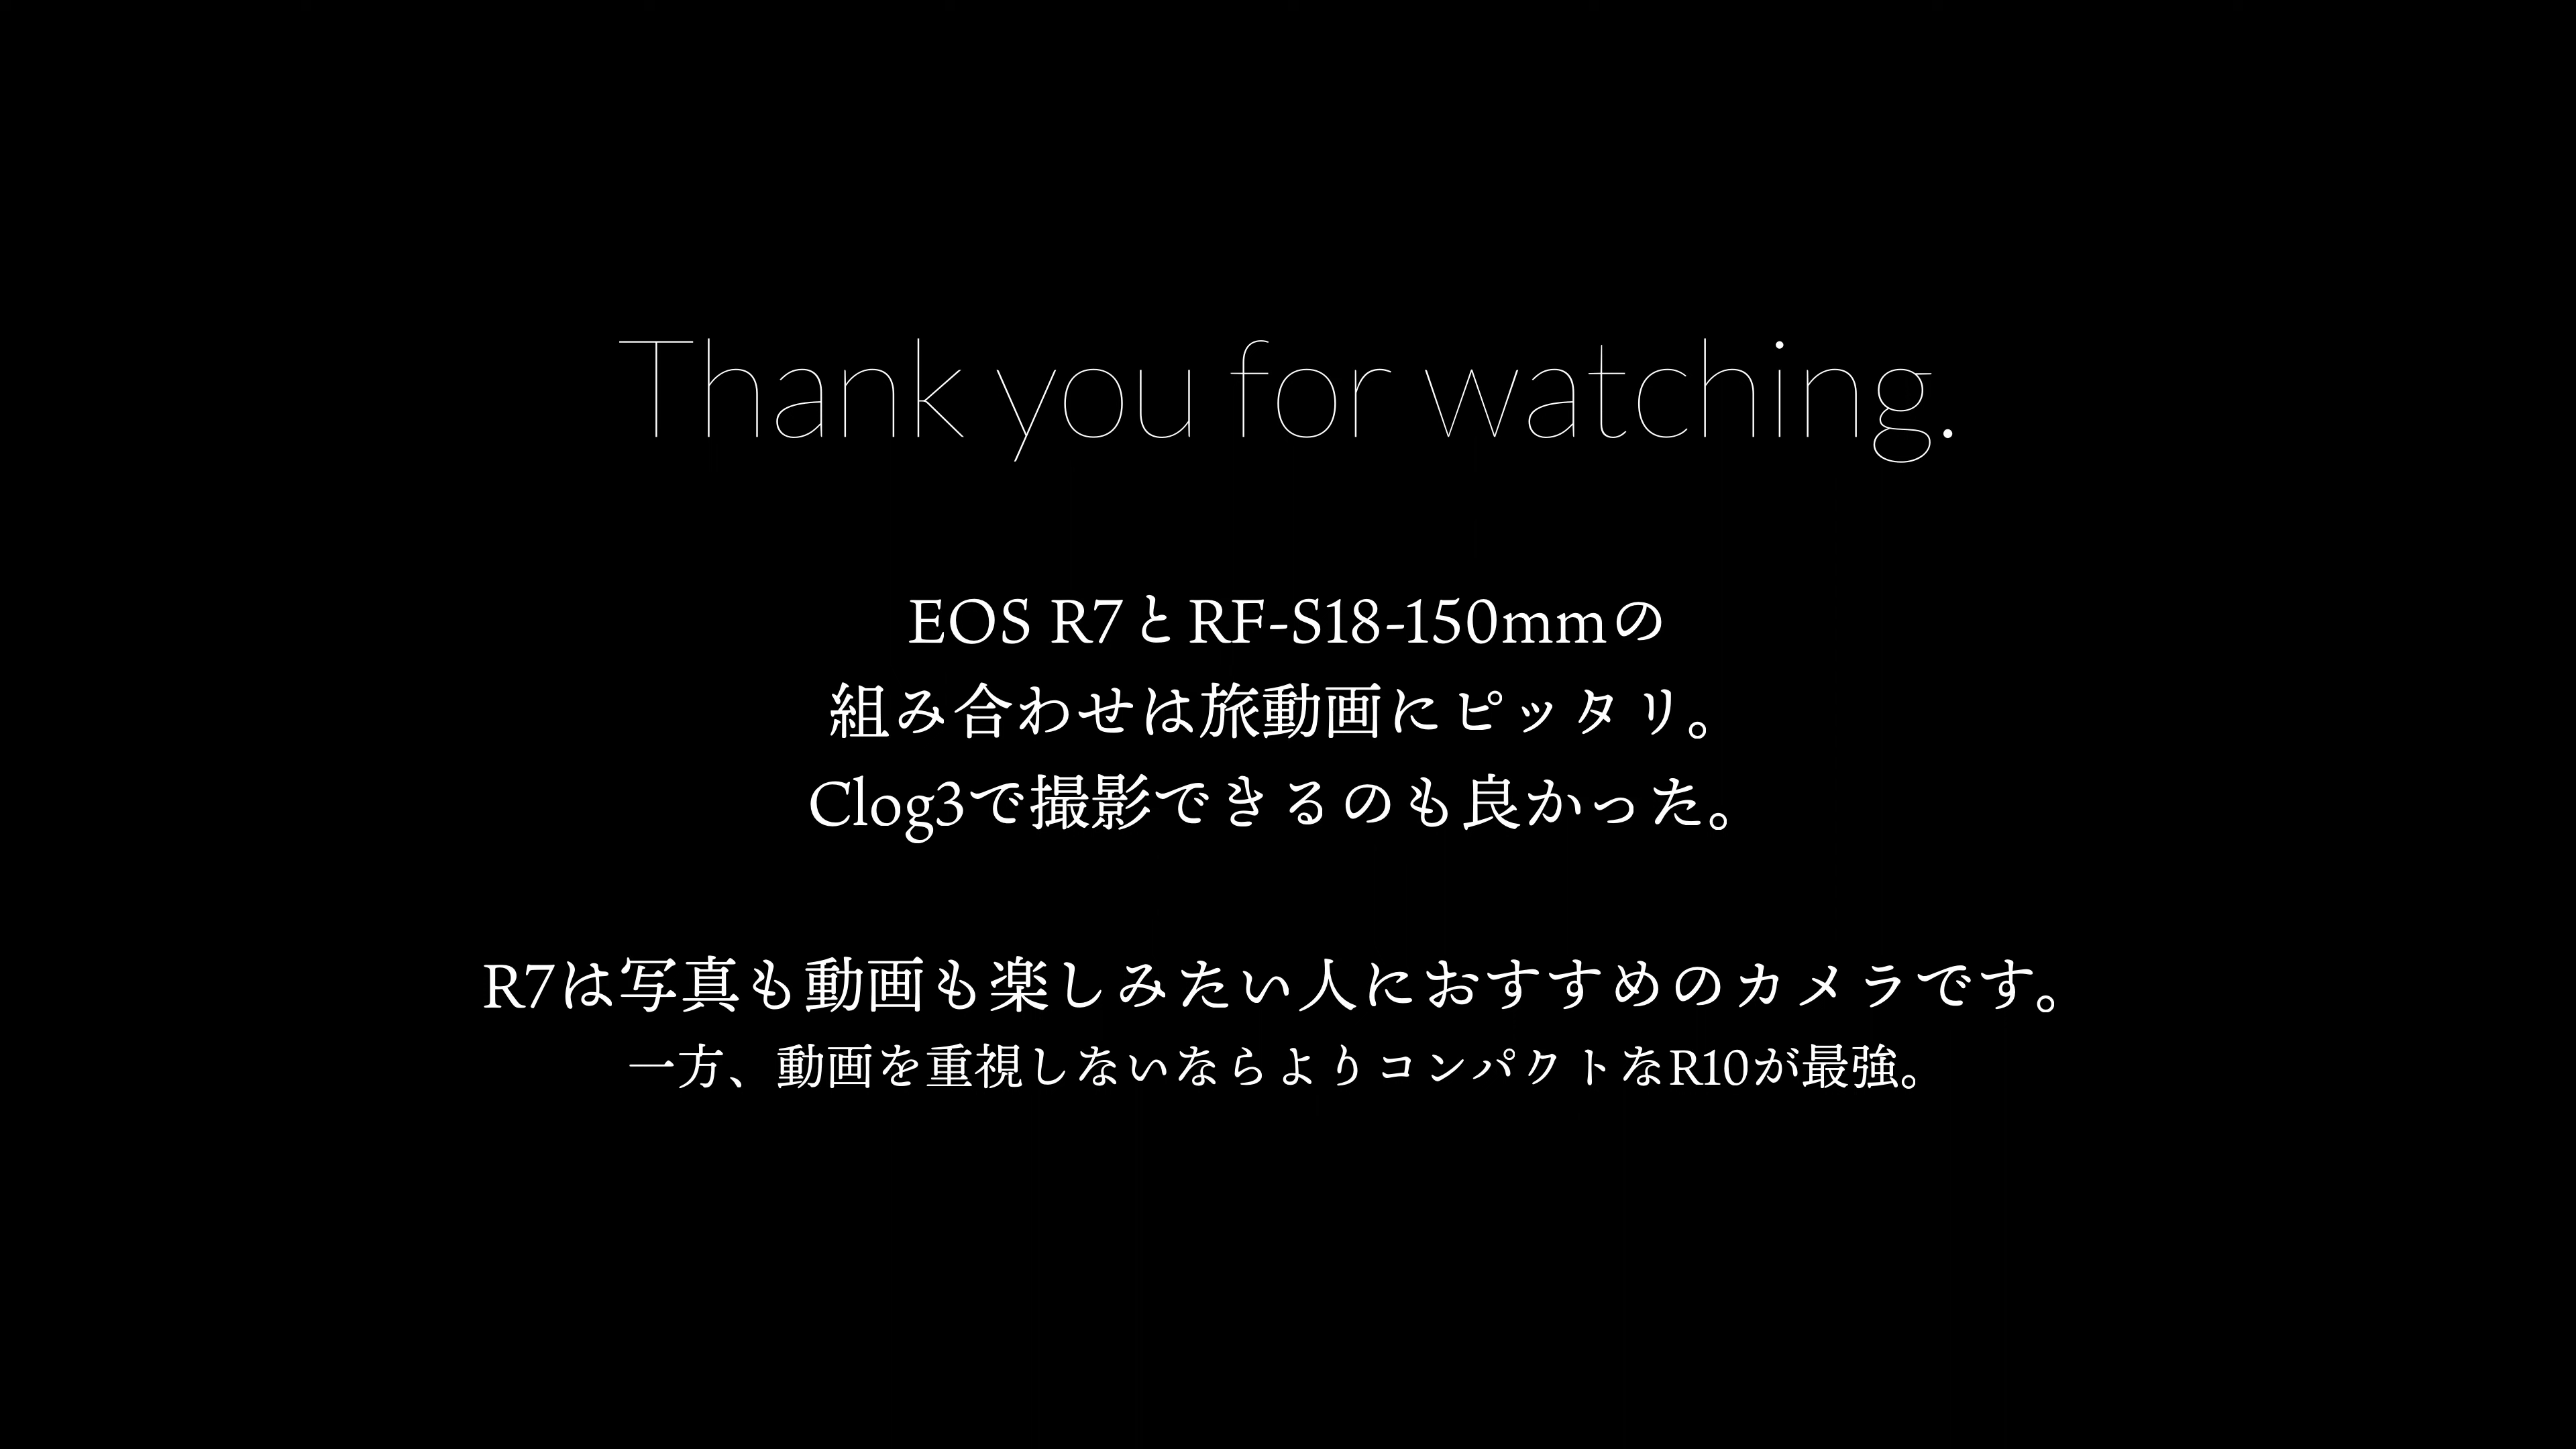 Thank you for watching.
EOS R7とRF-S18-150mmの
組み合わせは旅動画にピッタリ。
Clog3で撮影できるのも良かった。
R7は写真も動画も楽しみたい人におすすめのカメラです。
一方、動画を重視しないならよりコンパクトなR10が最強。